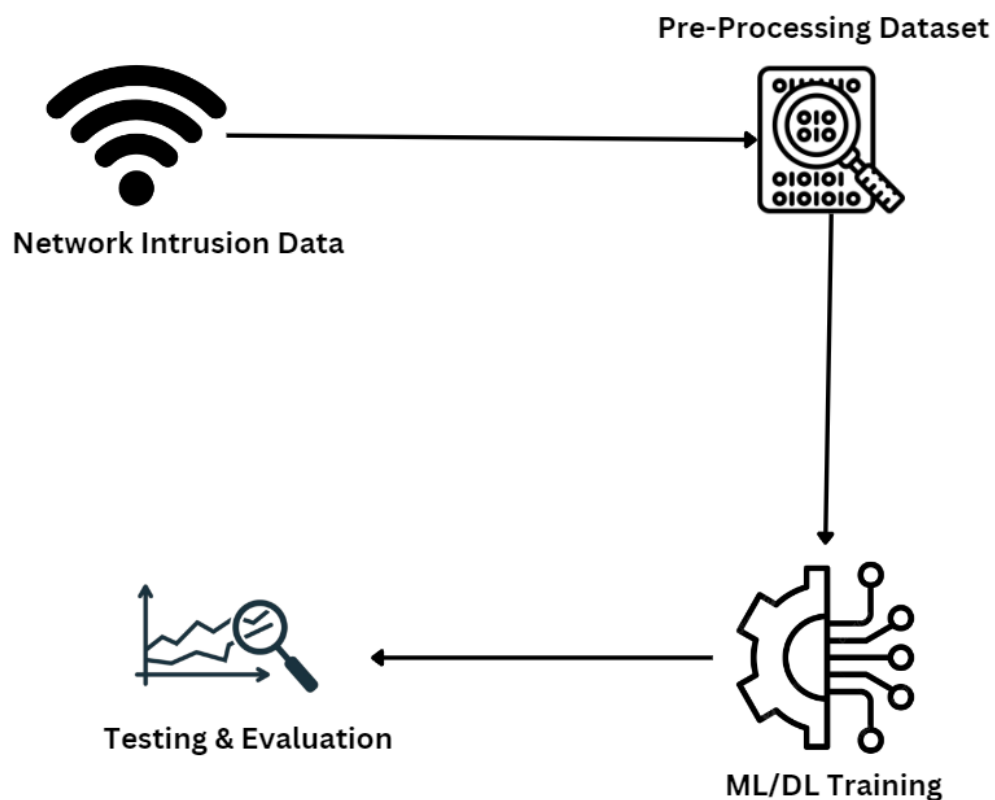 Pre-Processing Dataset
Network Intrusion Data
Testing & Evaluation
ML/DL Training